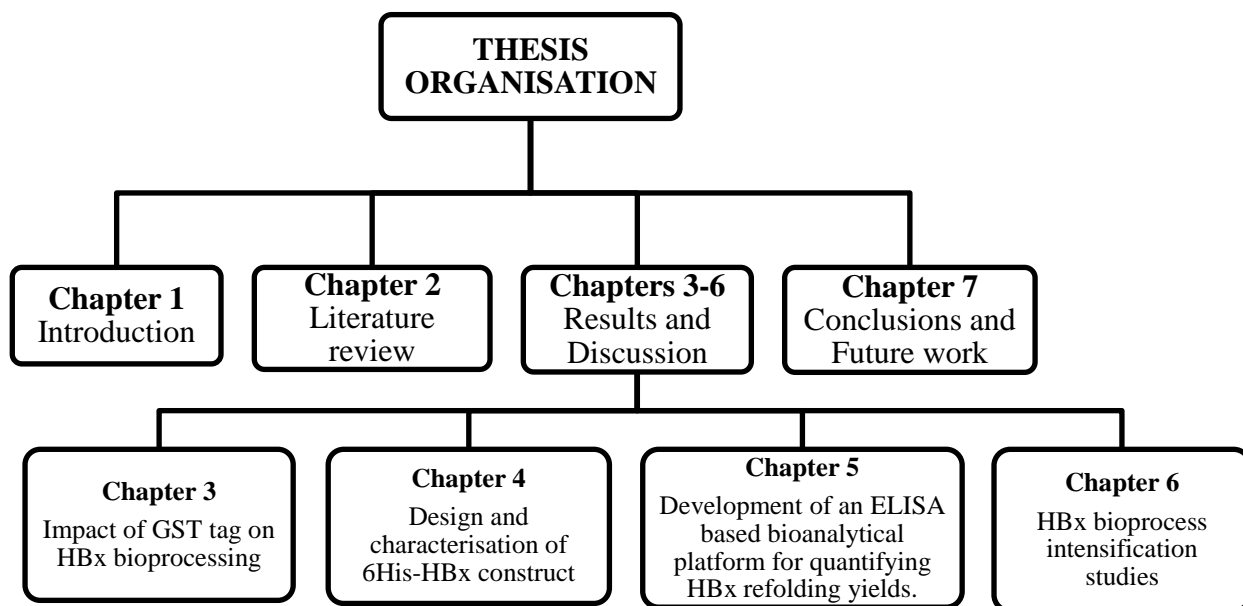 THESIS
ORGANISATION
Chapter 1
Introduction
Chapter 2
Literature
review
Chapters 3-6
Results and
Discussion
Chapter 7
Conclusions and
Future work
Chapter 3
Impact of GST tag on
HBx bioprocessing
Chapter 4
Design and
characterisation of
6His-HBx construct
Chapter 5
Development of an ELISA
based bioanalytical
platform for quantifying
HBx refolding yields.
Chapter 6
HBx bioprocess
intensification
studies